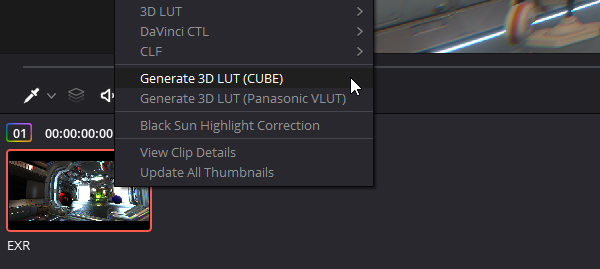 3D LUT
DaVinci CTL
CLF
Generate 3D LUT (CUBE)
Generate 3D LUT (Panasonic VLUT)
Black Sun Highlight Correction
View Clip Details
Update All Thumbnails
01 00:00:00:00
EXR